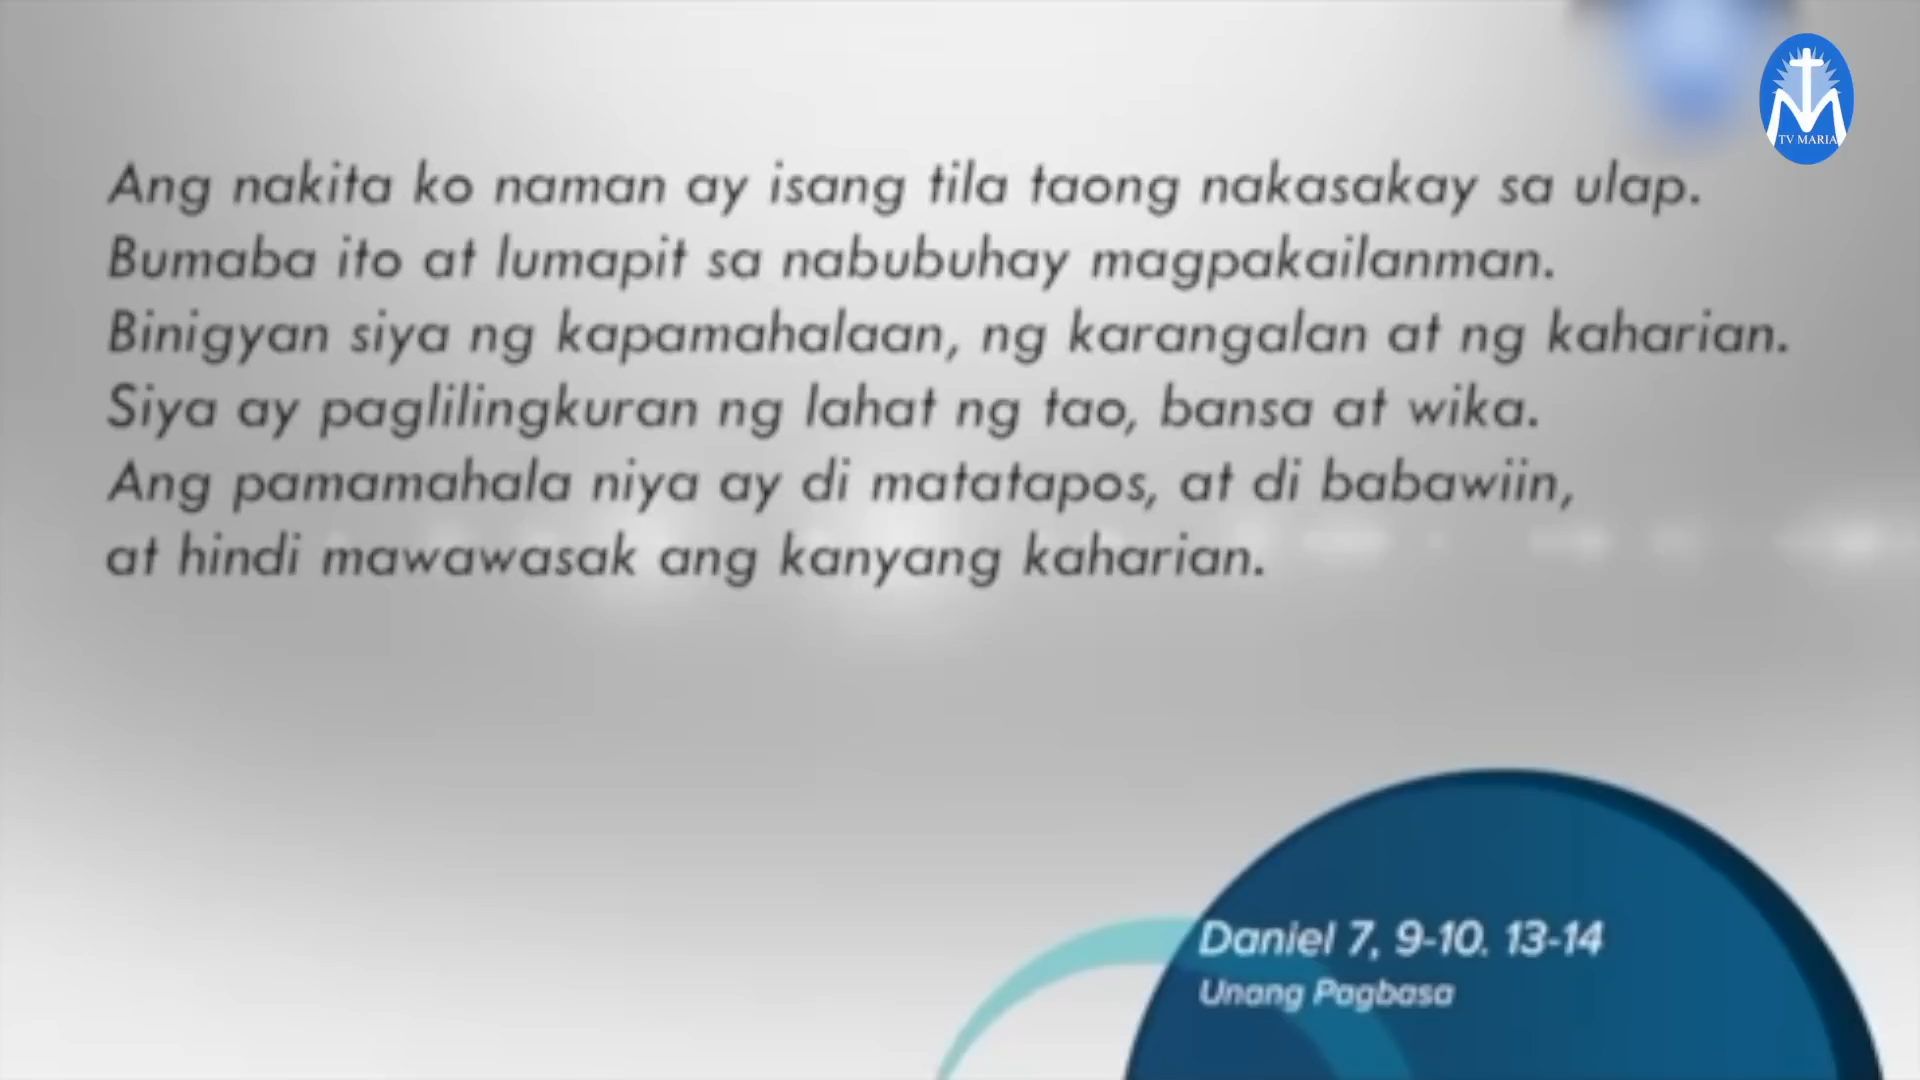 TV MARIA
Ang nakita ko naman ay isang tila taong nakasakay sa ulap.
Bumaba ito at lumapit sa nabubuhay magpakailanman.
Binigyan siya ng kapamahalaan, ng karangalan at ng kaharian.
Siya ay paglilingkuran ng lahat ng tao, bansa at wika.
Ang pamamahala niya ay di matatapos, at di babawiin,
at hindi mawawasak ang kanyang kaharian.
Daniel 7, 9-10. 13-14
Unang Pagbasa